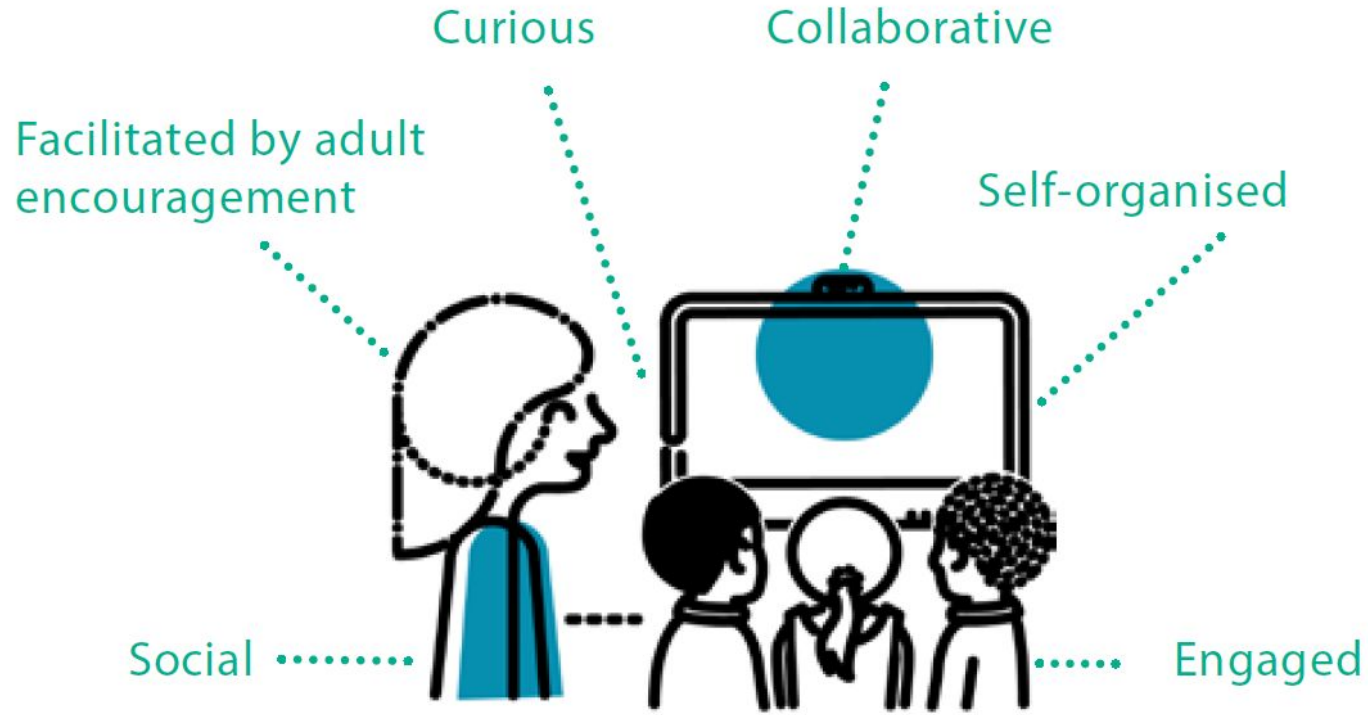 Curious
Collaborative
Facilitated by adult
encouragement
Self-organised
Social
Engaged